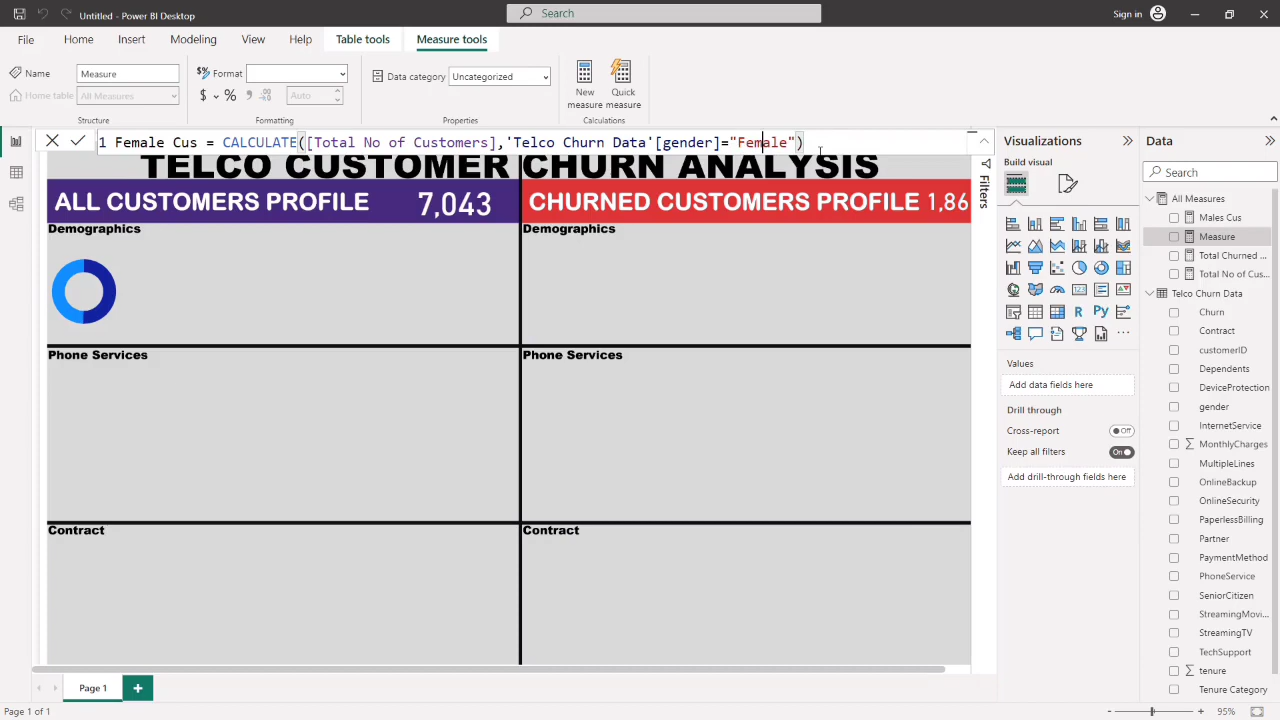 Untitled - Power BI Desktop
Search
Sign in
File
Home
Insert
Modeling
View
Help
Table tools
Measure tools
Name
Measure
Home table
All Measures
Structure
Format
$
%
Auto
Formatting
Data category
Uncategorized
Properties
New measure
Quick measure
Calculations
1 Female Cus = CALCULATE([Total No of Customers],'Telco Churn Data'[gender]="Female")
TELCO CUSTOMER CHURN ANALYSIS
ALL CUSTOMERS PROFILE 7,043
CHURNED CUSTOMERS PROFILE 1,86
Demographics
Demographics
Phone Services
Phone Services
Contract
Contract
Filters
Visualizations
Build visual
Values
Add data fields here
Drill through
Cross-report
Off
Keep all filters
On
Add drill-through fields here
Data
Search
All Measures
Males Cus
Measure
Total Churned ...
Total No of Cus...
Telco Churn Data
Churn
Contract
customerID
Dependents
DeviceProtection
gender
InternetService
MonthlyCharges
MultipleLines
OnlineBackup
OnlineSecurity
PaperlessBilling
Partner
PaymentMethod
PhoneService
SeniorCitizen
StreamingMovi...
StreamingTV
TechSupport
tenure
Tenure Category
Page 1
Page 1 of 1
95%